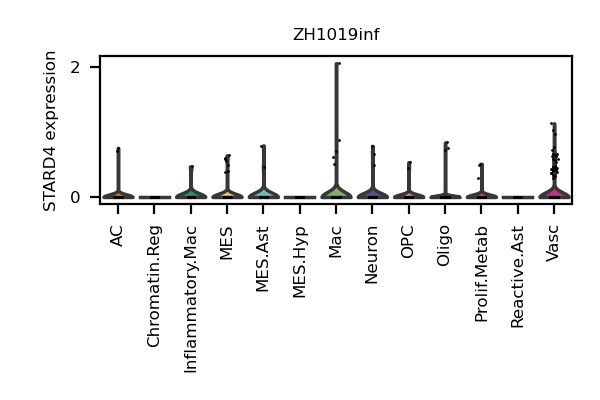 ZH1019inf
STARD4 expression
2
0
AC
Chromatin.Reg
Inflammatory.Mac
MES
MES.Ast
MES.Hyp
Mac
Neuron
OPC
Oligo
Prolif.Metab
Reactive.Ast
Vasc